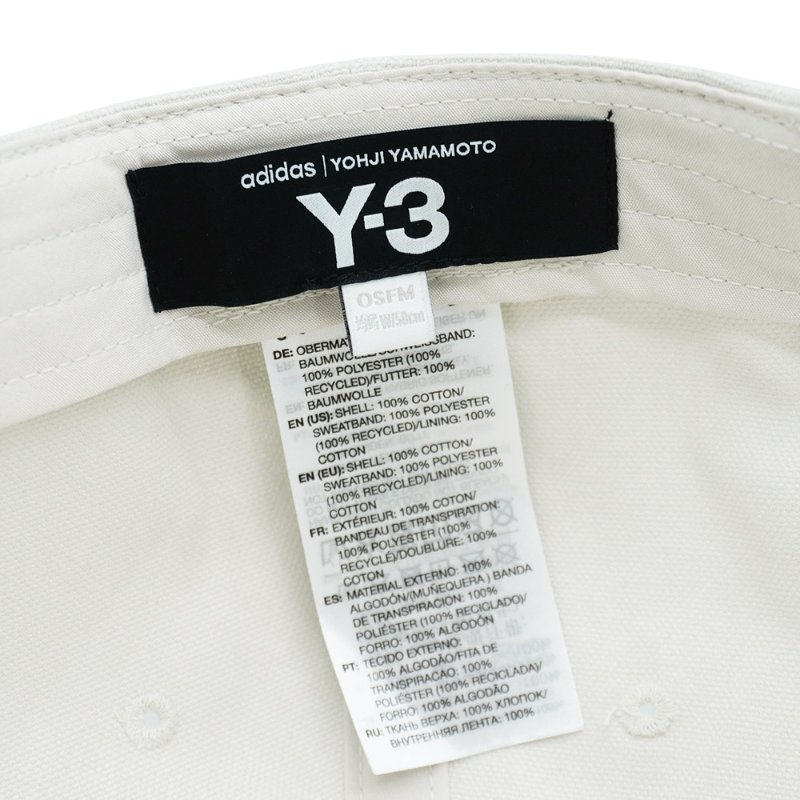 adidas | YOHJI YAMAMOTO
Y-3
OSFM
DE: OBERMAT
BAUMWOLLE/SCHWEISSBAND:
100% POLYESTER (100%
RECYCLED)/FUTTER: 100%
BAUMWOLLE
EN (US): SHELL: 100% COTTON/
SWEATBAND: 100% POLYESTER
(100% RECYCLED)/LINING: 100%
COTTON
EN (EU): SHELL: 100% COTTON/
SWEATBAND: 100% POLYESTER
(100% RECYCLED)/LINING: 100%
COTTON
FR: EXTÉRIEUR: 100% COTON/
BANDEAU DE TRANSPIRATION:
100% POLYESTER (100%
RECYCLÉ)/DOUBLURE: 100%
COTON
ES: MATERIAL EXTERNO: 100%
ALGODÓN/(MUÑEQUERA ) BANDA
DE TRANSPIRACION: 100%
POLIÉSTER (100% RECICLADO)/
FORRO: 100% ALGODÓN
PT: TECIDO EXTERNO:
100% ALGODÃO/FITA DE
TRANSPIRACAO: 100%
POLIÉSTER (100% RECICLADA)/
FORRO: 100% ALGODÃO
RU: ТКАНЬ ВЕРХА: 100% ХЛОПОК/
ВНУТРЕННЯЯ ЛЕНТА: 100%